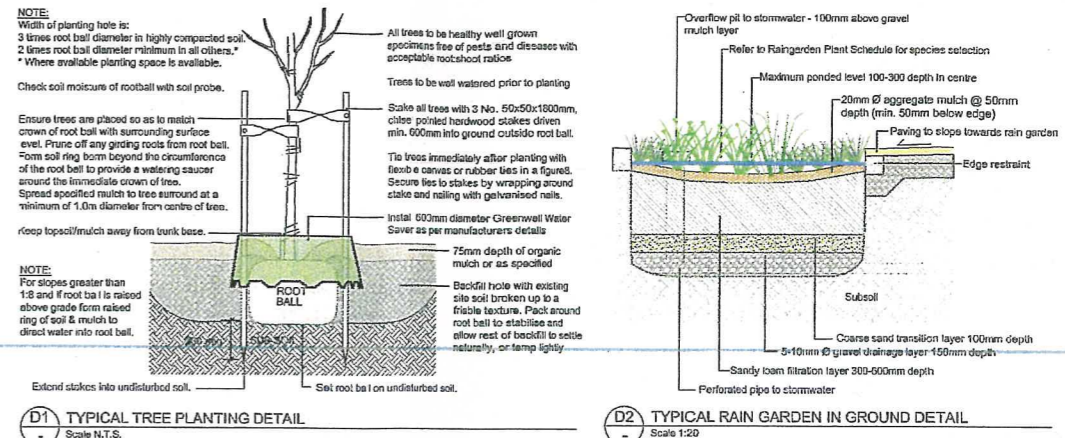 NOTE:
Width of planting hole is:
3 times root ball diameter in highly compacted soil.
2 times root ball diameter minimum in all others.*
* Where available planting space is available.
Check soil moisture of rootball with soil probe.
Ensure trees are placed so as to match
crown of root ball with surrounding surface
level. Prune off any girding roots from root ball.
Form soil ring berm beyond the circumference
of the root ball to provide a watering saucer
around the immediate crown of tree.
Spread specified mulch to tree surround at a
minimum of 1.0m diameter from centre of tree.
Keep topsoil/mulch away from trunk base.
NOTE:
For slopes greater than
1:8 and if root ball is raised
above grade form raised
ring of soil & mulch to
direct water into root ball.
Extend stakes into undisturbed soil.
ROOT
BALL
All trees to be healthy well grown
specimens free of pests and diseases with
acceptable root:shoot ratios
Trees to be well watered prior to planting
Stake all trees with 3 No. 50x50x1800mm,
chisel pointed hardwood stakes driven
min. 600mm into ground outside root ball.
Tie trees immediately after planting with
flexible canvas or rubber ties in a figure8.
Secure ties to stakes by wrapping around
stake and nailing with galvanised nails.
Instal 600mm diameter Greenwell Water
Saver as per manufacturers details
75mm depth of organic
mulch or as specified
Backfill hole with existing
site soil broken up to a
friable texture. Pack around
root ball to stabilise and
allow rest of backfill to settle
naturally, or tamp lightly
Set root ball on undisturbed soil.
D1 TYPICAL TREE PLANTING DETAIL
- Scale N.T.S.
Overflow pit to stormwater - 100mm above gravel
mulch layer
Refer to Raingarden Plant Schedule for species selection
Maximum ponded level 100-300 depth in centre
20mm Ø aggregate mulch @ 50mm
depth (min. 50mm below edge)
Paving to slope towards rain garden
Edge restraint
Subsoil
Coarse sand transition layer 100mm depth
5-10mm Ø gravel drainage layer 150mm depth
Sandy loam filtration layer 300-600mm depth
Perforated pipe to stormwater
D2 TYPICAL RAIN GARDEN IN GROUND DETAIL
- Scale 1:20